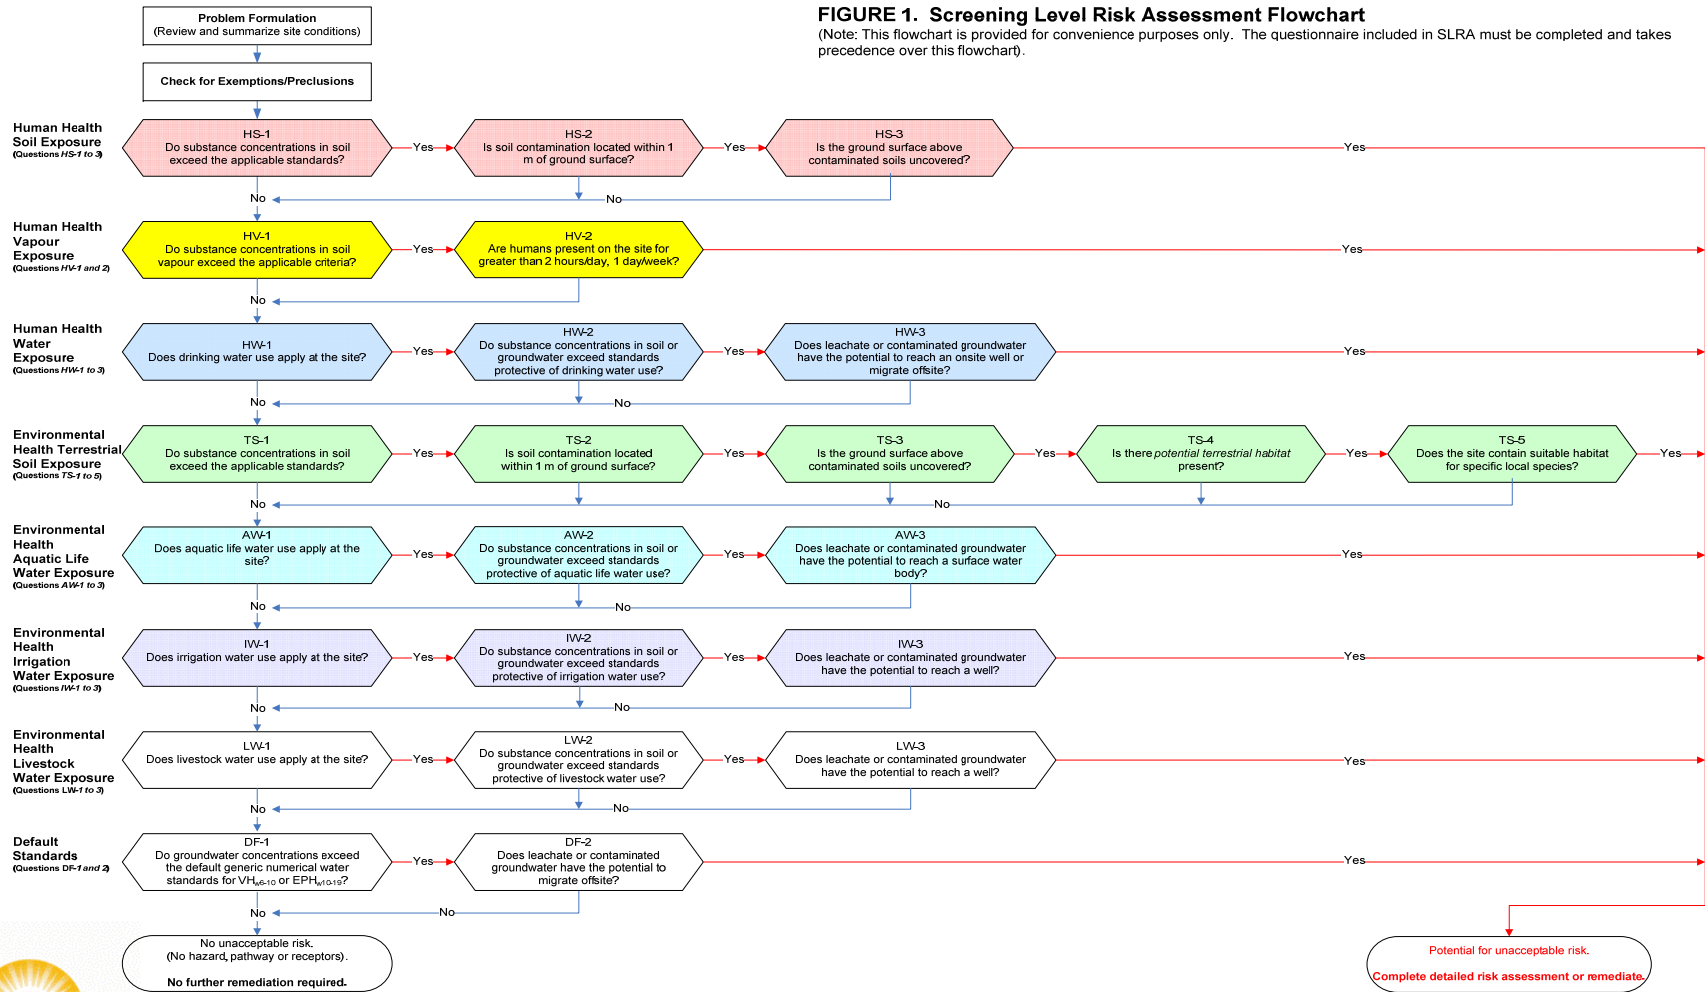 FIGURE 1. Screening Level Risk Assessment Flowchart
(Note: This flowchart is provided for convenience purposes only. The questionnaire included in SLRA must be completed and takes
precedence over this flowchart).
Problem Formulation
(Review and summarize site conditions)
Check for Exemptions/Preclusions
Human Health
Soil Exposure
(Questions HS-1 to 3)
HS-1
Do substance concentrations in soil
exceed the applicable standards?
Yes
HS-2
Is soil contamination located within 1
m of ground surface?
Yes
HS-3
Is the ground surface above
contaminated soils uncovered?
Yes
No
No
Human Health
Vapour
Exposure
(Questions HV-1 and 2)
HV-1
Do substance concentrations in soil
vapour exceed the applicable criteria?
Yes
HV-2
Are humans present on the site for
greater than 2 hours/day, 1 day/week?
Yes
No
Human Health
Water
Exposure
(Questions HW-1 to 3)
HW-1
Does drinking water use apply at the site?
Yes
HW-2
Do substance concentrations in soil or
groundwater exceed standards
protective of drinking water use?
Yes
HW-3
Does leachate or contaminated groundwater
have the potential to reach an onsite well or
migrate offsite?
Yes
No
No
Environmental
Health Terrestrial
Soil Exposure
(Questions TS-1 to 5)
TS-1
Do substance concentrations in soil
exceed the applicable standards?
Yes
TS-2
Is soil contamination located
within 1 m of ground surface?
Yes
TS-3
Is the ground surface above
contaminated soils uncovered?
Yes
TS-4
Is there potential terrestrial habitat
present?
Yes
TS-5
Does the site contain suitable habitat
for specific local species?
Yes
No
No
Environmental
Health
Aquatic Life
Water Exposure
(Questions AW-1 to 3)
AW-1
Does aquatic life water use apply at the
site?
Yes
AW-2
Do substance concentrations in soil or
groundwater exceed standards
protective of aquatic life water use?
Yes
AW-3
Does leachate or contaminated groundwater
have the potential to reach a surface water
body?
Yes
No
No
Environmental
Health
Irrigation
Water Exposure
(Questions IW-1 to 3)
IW-1
Does irrigation water use apply at the site?
Yes
IW-2
Do substance concentrations in soil or
groundwater exceed standards
protective of irrigation water use?
Yes
IW-3
Does leachate or contaminated groundwater
have the potential to reach a well?
Yes
No
No
Environmental
Health
Livestock
Water Exposure
(Questions LW-1 to 3)
LW-1
Does livestock water use apply at the site?
Yes
LW-2
Do substance concentrations in soil or
groundwater exceed standards
protective of livestock water use?
Yes
LW-3
Does leachate or contaminated groundwater
have the potential to reach a well?
Yes
No
No
Default
Standards
(Questions DF-1 and 2)
DF-1
Do groundwater concentrations exceed
the default generic numerical water
standards for VHw6-10 or EPHw10-19?
Yes
DF-2
Does leachate or contaminated
groundwater have the potential to
migrate offsite?
Yes
No
No
No unacceptable risk.
(No hazard, pathway or receptors).
No further remediation required.
Potential for unacceptable risk.
Complete detailed risk assessment or remediate.